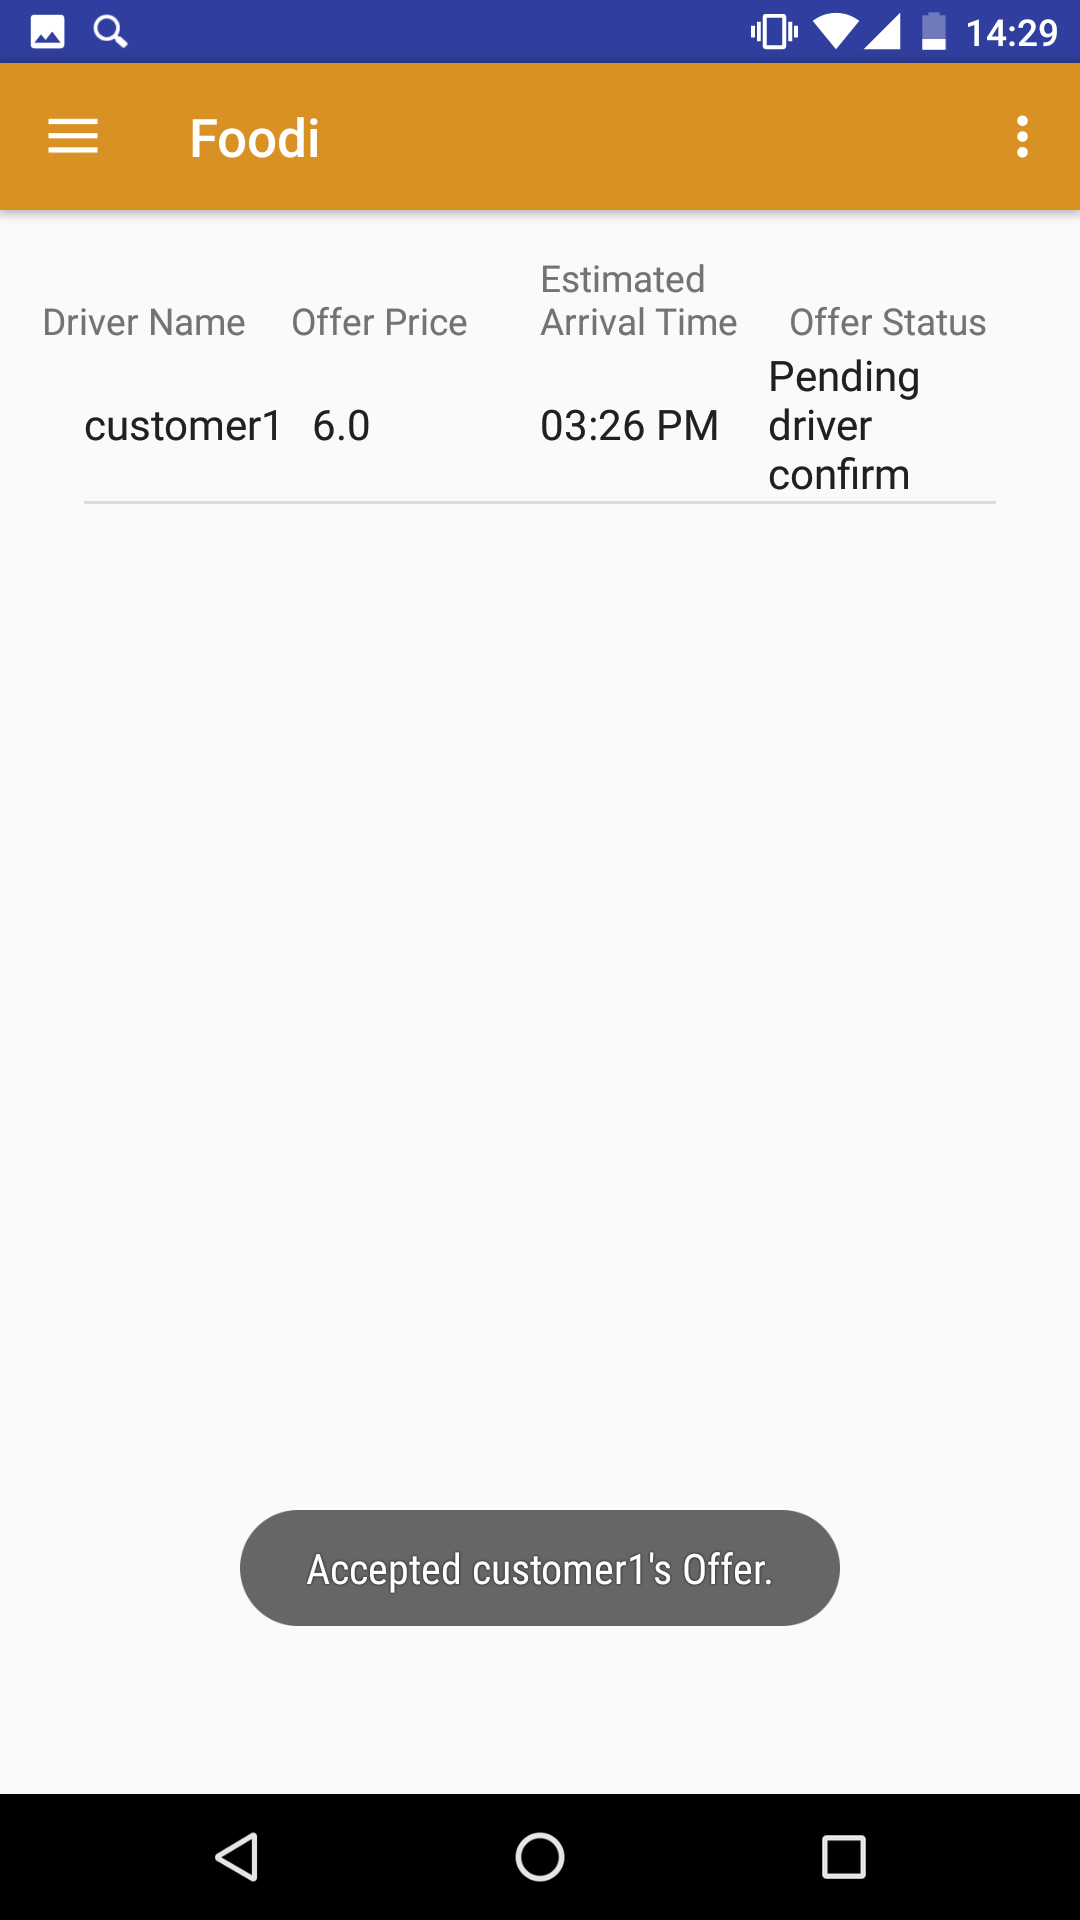 14:29
Foodi
Estimated
Driver Name Offer Price Arrival Time Offer Status
Pending
customer1 6.0 03:26 PM driver
confirm
Accepted customer1's Offer.